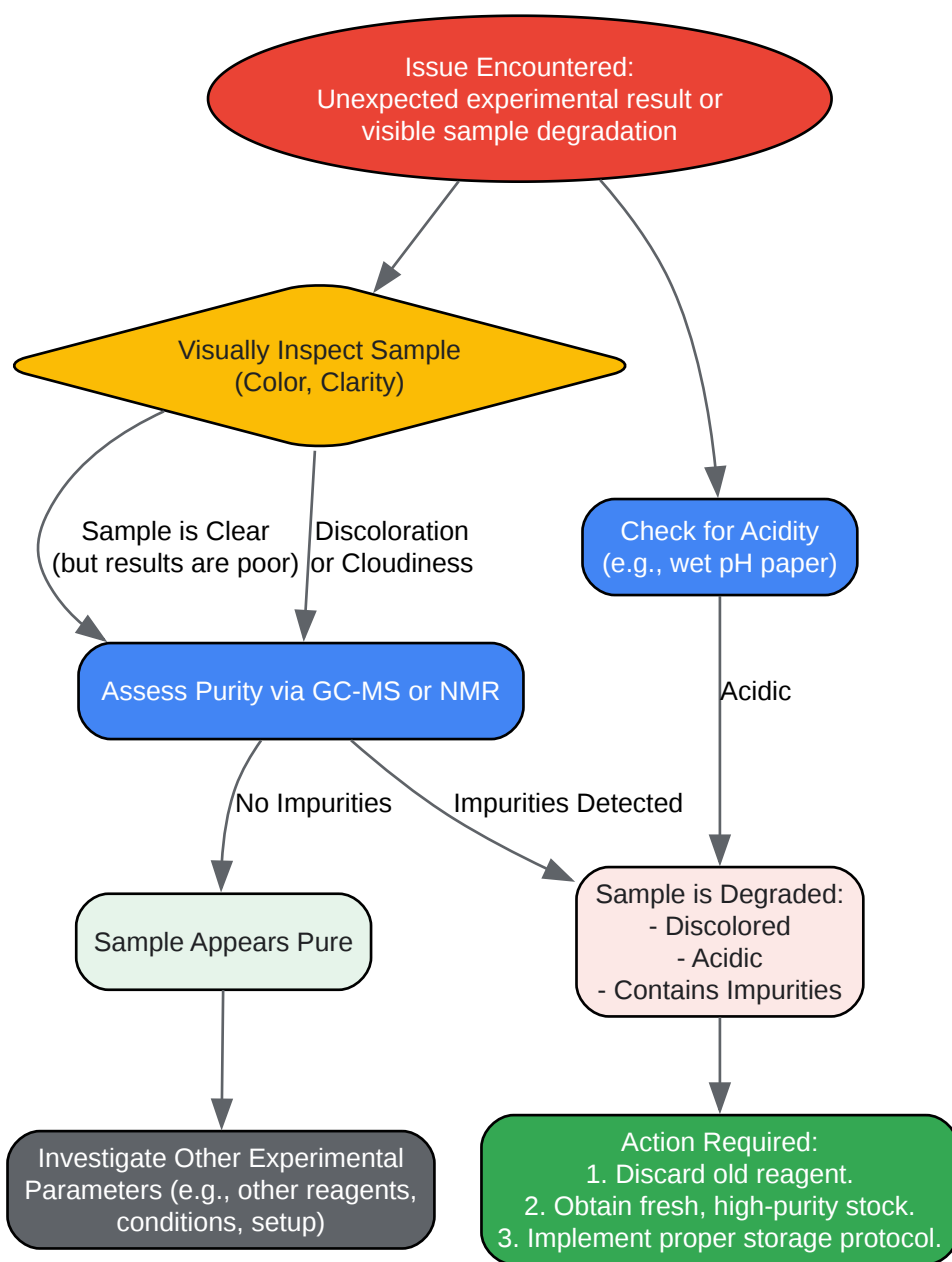 Issue Encountered:
Unexpected experimental result or
visible sample degradation
Visually Inspect Sample
(Color, Clarity)
Sample is Clear
(but results are poor)
Discoloration
or Cloudiness
Check for Acidity
(e.g., wet pH paper)
Assess Purity via GC-MS or NMR
Acidic
No Impurities
Impurities Detected
Sample Appears Pure
Sample is Degraded:
- Discolored
- Acidic
- Contains Impurities
Investigate Other Experimental
Parameters (e.g., other reagents,
conditions, setup)
Action Required:
1. Discard old reagent.
2. Obtain fresh, high-purity stock.
3. Implement proper storage protocol.